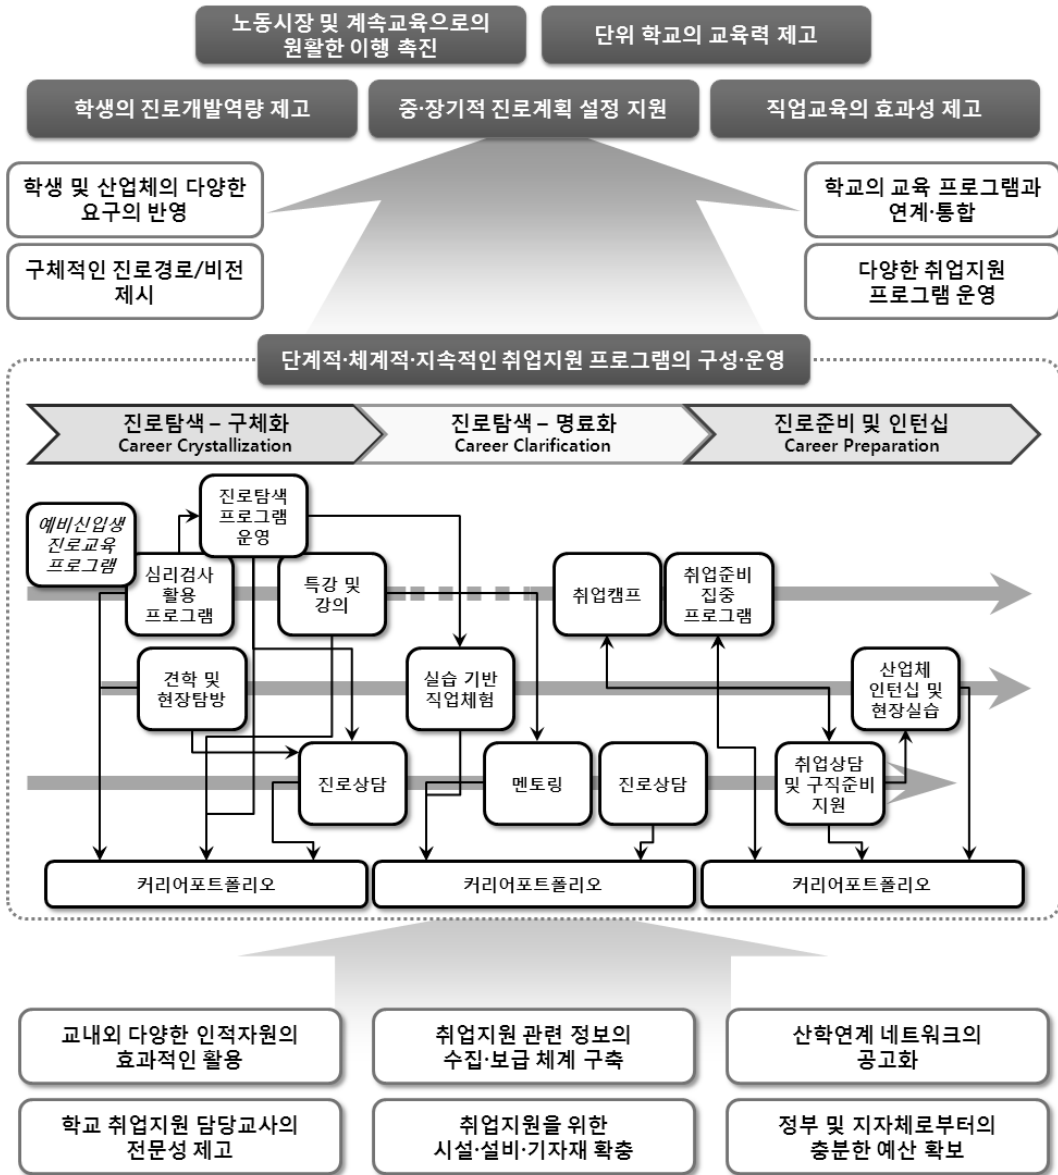 노동시장 및 계속교육으로의
원활한 이행 촉진
단위 학교의 교육력 제고
학생의 진로개발역량 제고
중·장기적 진로계획 설정 지원
직업교육의 효과성 제고
학생 및 산업체의 다양한
요구의 반영
학교의 교육 프로그램과
연계·통합
구체적인 진로경로/비전
제시
다양한 취업지원
프로그램 운영
단계적·체계적·지속적인 취업지원 프로그램의 구성·운영
진로탐색 – 구체화
Career Crystallization
진로탐색 – 명료화
Career Clarification
진로준비 및 인턴십
Career Preparation
예비신입생
진로교육
프로그램
진로탐색
프로그램
운영
심리검사
활용
프로그램
특강 및
강의
취업캠프
취업준비
집중
프로그램
견학 및
현장탐방
실습 기반
직업체험
산업체
인턴십 및
현장실습
진로상담
멘토링
진로상담
취업상담
및 구직준비
지원
커리어포트폴리오
커리어포트폴리오
커리어포트폴리오
교내외 다양한 인적자원의
효과적인 활용
취업지원 관련 정보의
수집·보급 체계 구축
산학연계 네트워크의
공고화
학교 취업지원 담당교사의
전문성 제고
취업지원을 위한
시설·설비·기자재 확충
정부 및 지자체로부터의
충분한 예산 확보